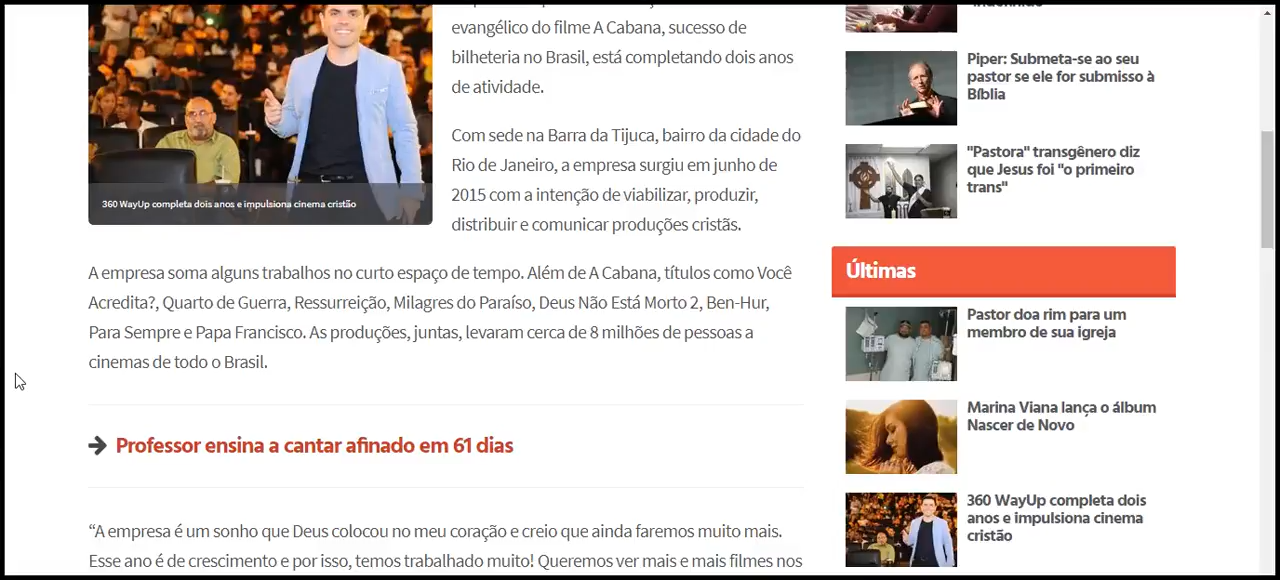 evangélico do filme A Cabana, sucesso de
bilheteria no Brasil, está completando dois anos
de atividade.
Com sede na Barra da Tijuca, bairro da cidade do
Rio de Janeiro, a empresa surgiu em junho de
2015 com a intenção de viabilizar, produzir,
distribuir e comunicar produções cristãs.
360 WayUp completa dois anos e impulsiona cinema cristão
A empresa soma alguns trabalhos no curto espaço de tempo. Além de A Cabana, títulos como Você
Acredita?, Quarto de Guerra, Ressurreição, Milagres do Paraíso, Deus Não Está Morto 2, Ben-Hur,
Para Sempre e Papa Francisco. As produções, juntas, levaram cerca de 8 milhões de pessoas a
cinemas de todo o Brasil.
Professor ensina a cantar afinado em 61 dias
“A empresa é um sonho que Deus colocou no meu coração e creio que ainda faremos muito mais.
Esse ano é de crescimento e por isso, temos trabalhado muito! Queremos ver mais e mais filmes nos
Piper: Submeta-se ao seu
pastor se ele for submisso à
Bíblia
"Pastora" transgênero diz
que Jesus foi "o primeiro
trans"
Últimas
Pastor doa rim para um
membro de sua igreja
Marina Viana lança o álbum
Nascer de Novo
360 WayUp completa dois
anos e impulsiona cinema
cristão